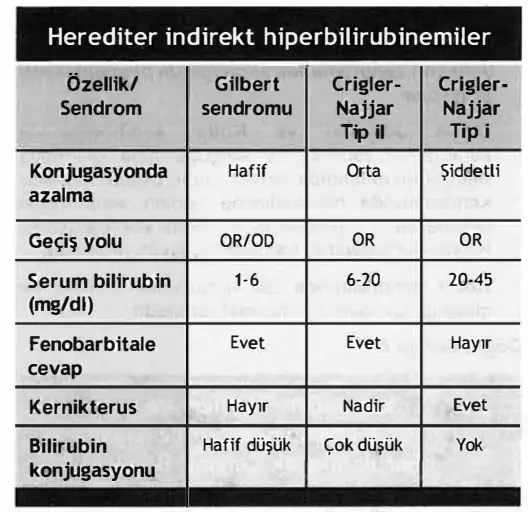 Herediter indirekt hiperbilirubinemiler
Özellik/ Gilbert Crigler- Crigler-
Sendrom sendromu Najjar Najjar
Tip iI Tip i
Konjugasyonda Hafif Orta Şiddetli
azalma
Geçiş yolu OR/OD OR OR
Serum bilirubin 1-6 6-20 20-45
(mg/dl)
Fenobarbitale Evet Evet Hayır
cevap
Kernikterus Hayır Nadir Evet
Bilirubin Hafif düşük Çok düşük Yok
konjugasyonu